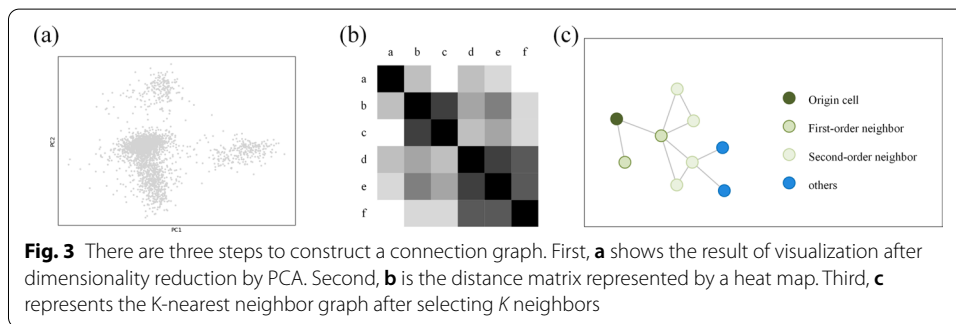 (a)
PC2
PC1
(b)
a b c d e f
a
b
c
d
e
f
(c)
Origin cell
First-order neighbor
Second-order neighbor
others
Fig. 3 There are three steps to construct a connection graph. First, a shows the result of visualization after
dimensionality reduction by PCA. Second, b is the distance matrix represented by a heat map. Third, c
represents the K-nearest neighbor graph after selecting K neighbors